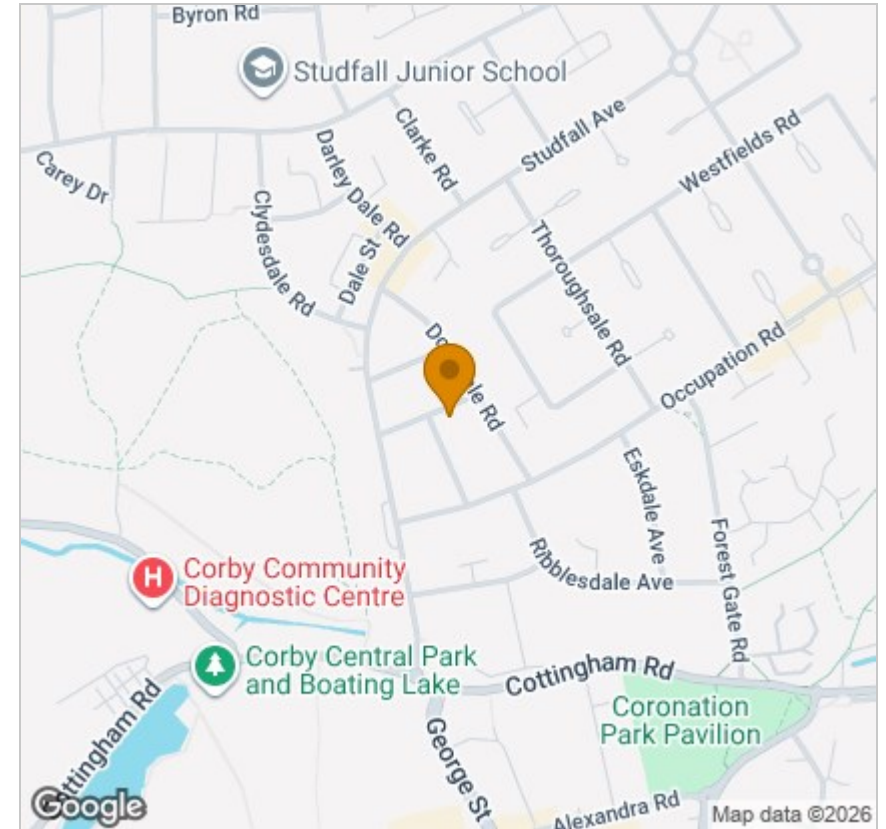 Byron Rd
Studfall Junior School
Clarke Rd
Studfall Ave
Westfields Rd
Carey Dr
Darley Dale Rd
Clydesdale Rd
Dale St
Thoroughsale Rd
Occupation Rd
Eskdale Ave
Forest Gate Rd
Ribblesdale Ave
H
Corby Community
Diagnostic Centre
Corby Central Park
and Boating Lake
Cottingham Rd
Coronation
Park Pavilion
George St
Alexandra Rd
Google
Map data ©2026